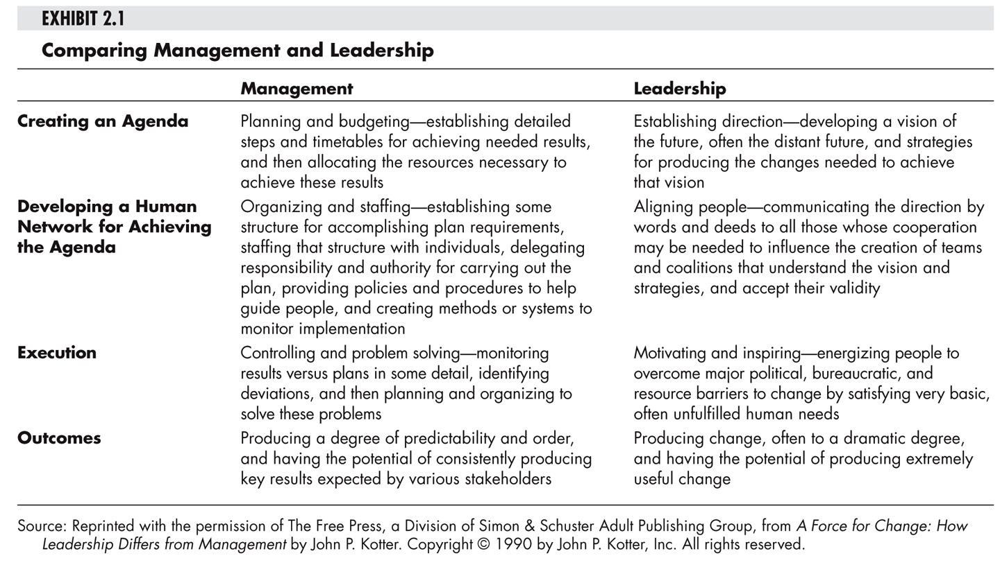 EXHIBIT 2.1
Comparing Management and Leadership
Management Leadership
Creating an Agenda
Planning and budgeting—establishing detailed
steps and timetables for achieving needed results,
and then allocating the resources necessary to
achieve these results
Establishing direction—developing a vision of
the future, often the distant future, and strategies
for producing the changes needed to achieve
that vision
Developing a Human
Network for Achieving
the Agenda
Organizing and staffing—establishing some
structure for accomplishing plan requirements,
staffing that structure with individuals, delegating
responsibility and authority for carrying out the
plan, providing policies and procedures to help
guide people, and creating methods or systems to
monitor implementation
Aligning people—communicating the direction by
words and deeds to all those whose cooperation
may be needed to influence the creation of teams
and coalitions that understand the vision and
strategies, and accept their validity
Execution
Controlling and problem solving—monitoring
results versus plans in some detail, identifying
deviations, and then planning and organizing to
solve these problems
Motivating and inspiring—energizing people to
overcome major political, bureaucratic, and
resource barriers to change by satisfying very basic,
often unfulfilled human needs
Outcomes
Producing a degree of predictability and order,
and having the potential of consistently producing
key results expected by various stakeholders
Producing change, often to a dramatic degree,
and having the potential of producing extremely
useful change
Source: Reprinted with the permission of The Free Press, a Division of Simon & Schuster Adult Publishing Group, from A Force for Change: How
Leadership Differs from Management by John P. Kotter. Copyright © 1990 by John P. Kotter, Inc. All rights reserved.